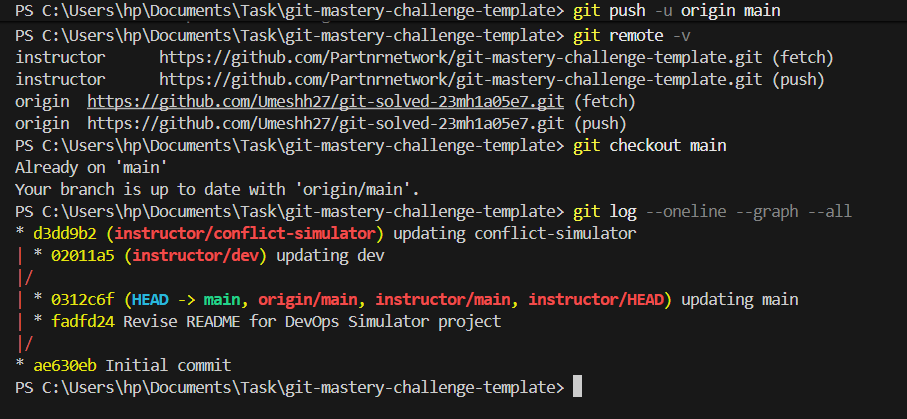 PS C:\Users\hp\Documents\Task\git-mastery-challenge-template> git push -u origin main
PS C:\Users\hp\Documents\Task\git-mastery-challenge-template> git remote -v
instructor      https://github.com/Partnrnetwork/git-mastery-challenge-template.git (fetch)
instructor      https://github.com/Partnrnetwork/git-mastery-challenge-template.git (push)
origin  https://github.com/Umeshh27/git-solved-23mh1a05e7.git (fetch)
origin  https://github.com/Umeshh27/git-solved-23mh1a05e7.git (push)
PS C:\Users\hp\Documents\Task\git-mastery-challenge-template> git checkout main
Already on 'main'
Your branch is up to date with 'origin/main'.
PS C:\Users\hp\Documents\Task\git-mastery-challenge-template> git log --oneline --graph --all
* d3dd9b2 (instructor/conflict-simulator) updating conflict-simulator
| * 02011a5 (instructor/dev) updating dev
|/
| * 0312c6f (HEAD -> main, origin/main, instructor/main, instructor/HEAD) updating main
| * fadfd24 Revise README for DevOps Simulator project
|/
* ae630eb Initial commit
PS C:\Users\hp\Documents\Task\git-mastery-challenge-template>